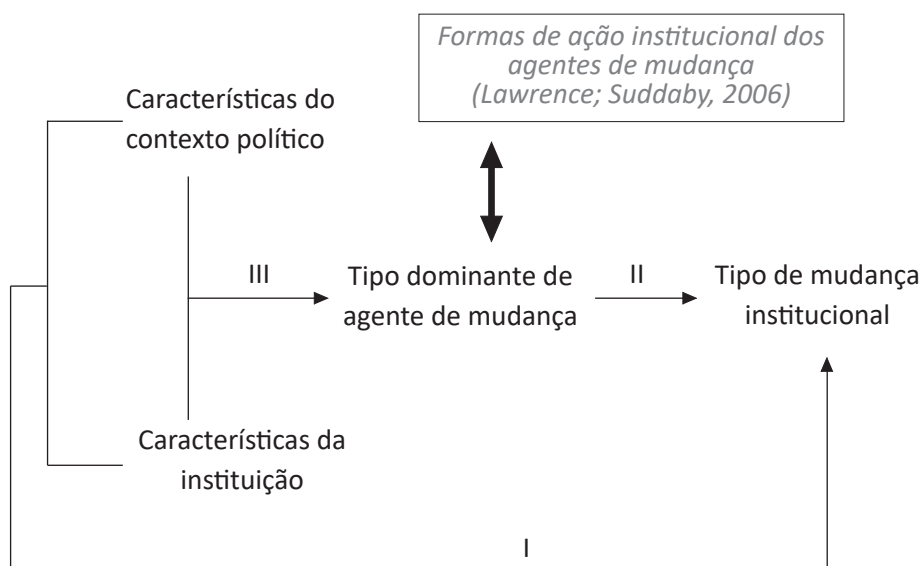 Formas de ação institucional dos
agentes de mudança
(Lawrence; Suddaby, 2006)
Características do
contexto político
III
Tipo dominante de
agente de mudança
II
Tipo de mudança
institucional
Características da
instituição
I